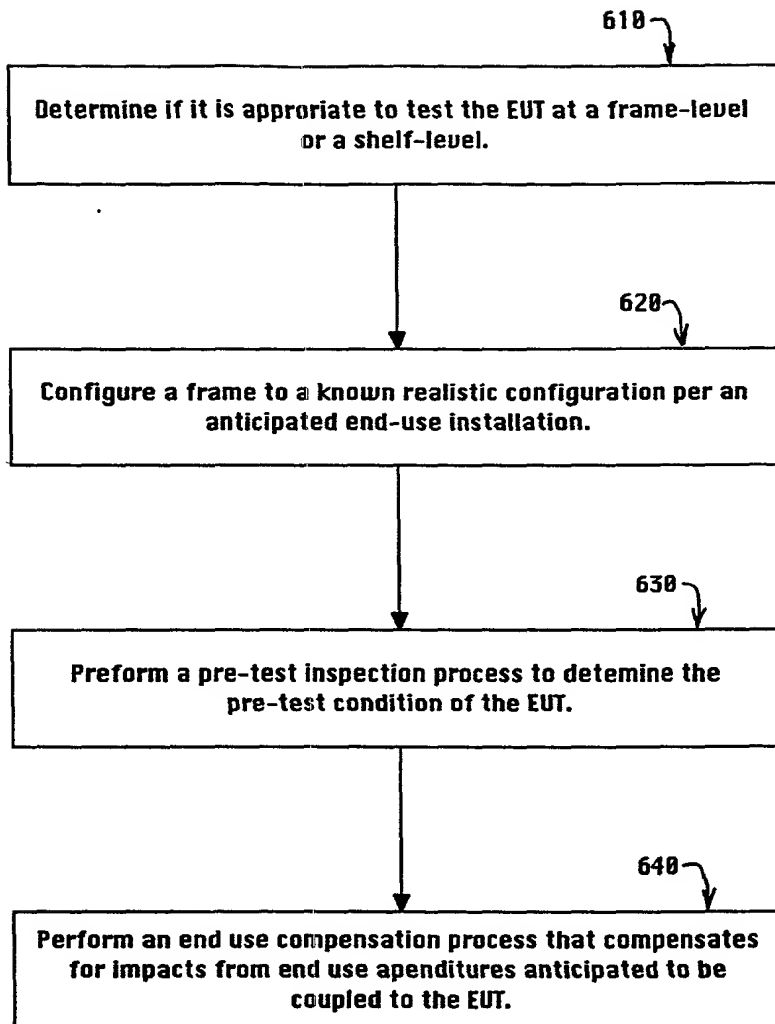 610
Determine if it is approriate to test the EUT at a frame-level
or a shelf-level.
620
Configure a frame to a known realistic configuration per an
anticipated end-use installation.
630
Preform a pre-test inspection process to detemine the
pre-test condition of the EUT.
640
Perform an end use compensation process that compensates
for impacts from end use apenditures anticipated to be
coupled to the EUT.